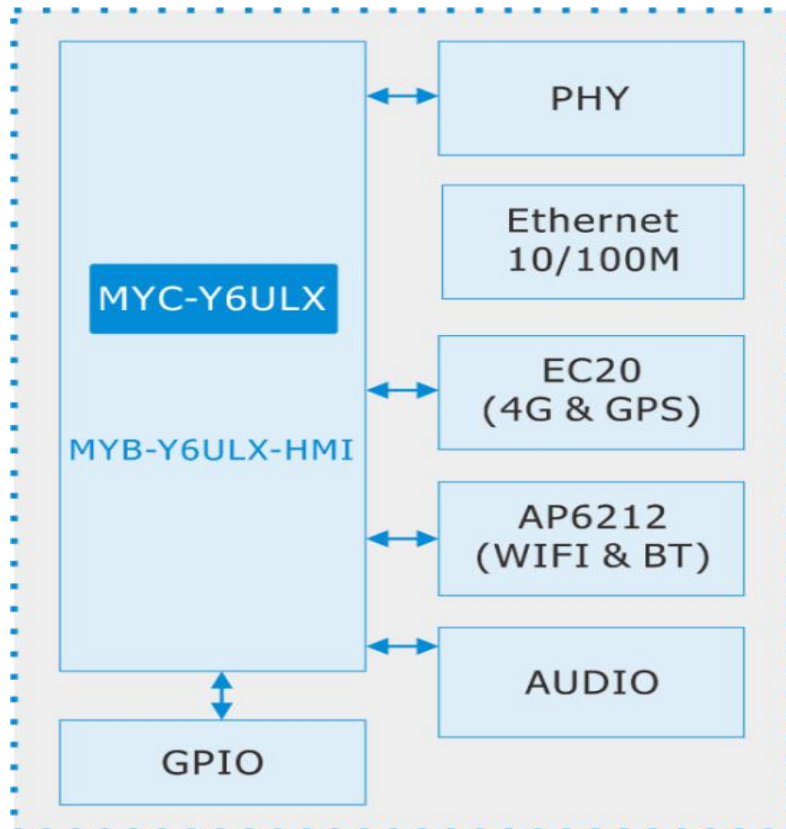 PHY
Ethernet
10/100M
MYC-Y6ULX
MYB-Y6ULX-HMI
EC20
(4G & GPS)
AP6212
(WIFI & BT)
AUDIO
GPIO